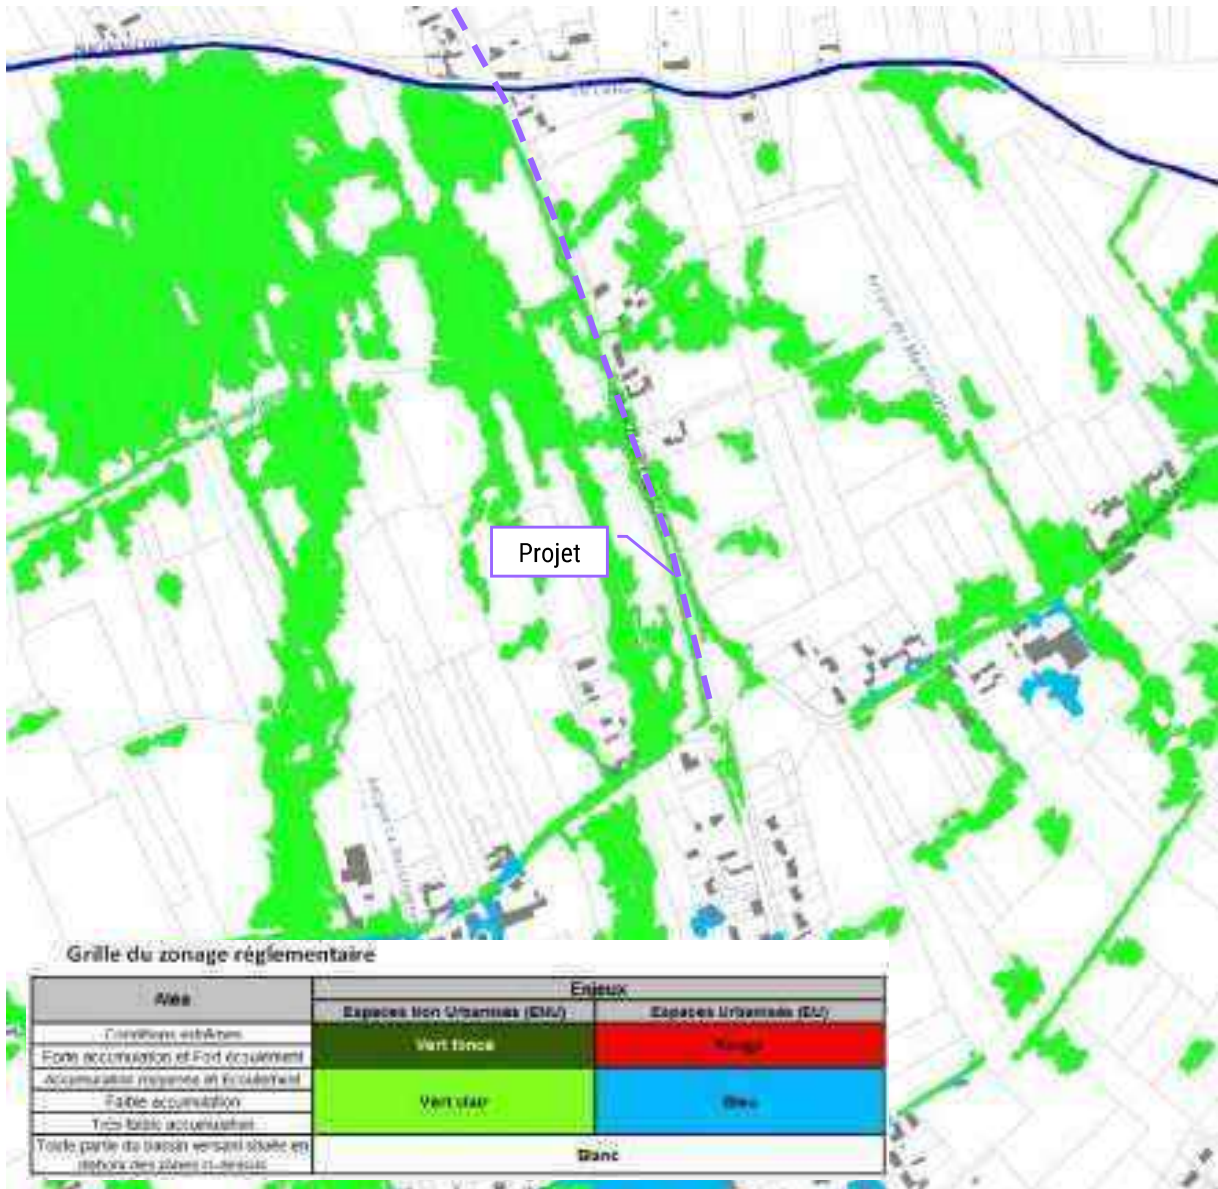 Projet
Grille du zonage réglementaire
Aléa
Enjeux
Espaces Non Urbanisés (ENU)
Espaces Urbanisés (EU)
Conditions extrêmes
Forte accumulation et Fort écoulement
Vert foncé
Rouge
Accumulation moyenne et Ecoulement
Faible accumulation
Très faible accumulation
Vert clair
Bleu
Toute partie du bassin versant située en
dehors des zones ci-dessus
Blanc